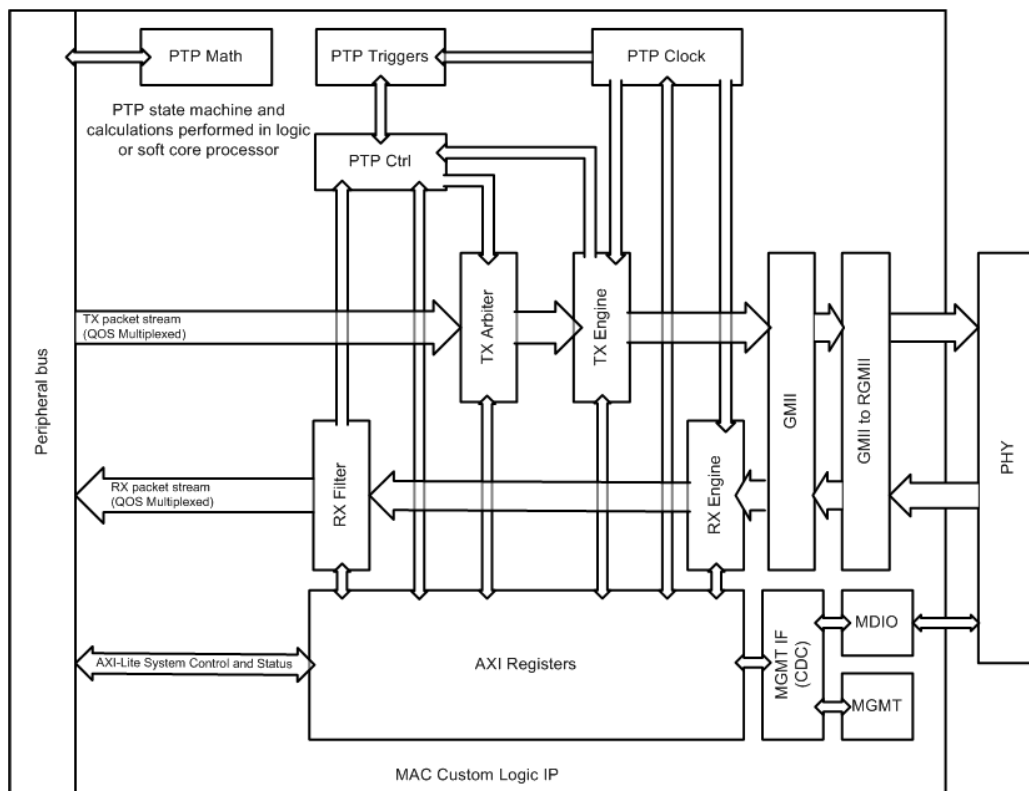 PTP Math
PTP Triggers
PTP Clock
PTP state machine and
calculations performed in logic
or soft core processor
PTP Ctrl
Peripheral bus
TX packet stream
(QOS Multiplexed)
TX Arbiter
TX Engine
GMII
GMII to RGMII
PHY
RX packet stream
(QOS Multiplexed)
RX Filter
RX Engine
AXI-Lite System Control and Status
AXI Registers
MGMT IF
(CDC)
MDIO
MGMT
MAC Custom Logic IP